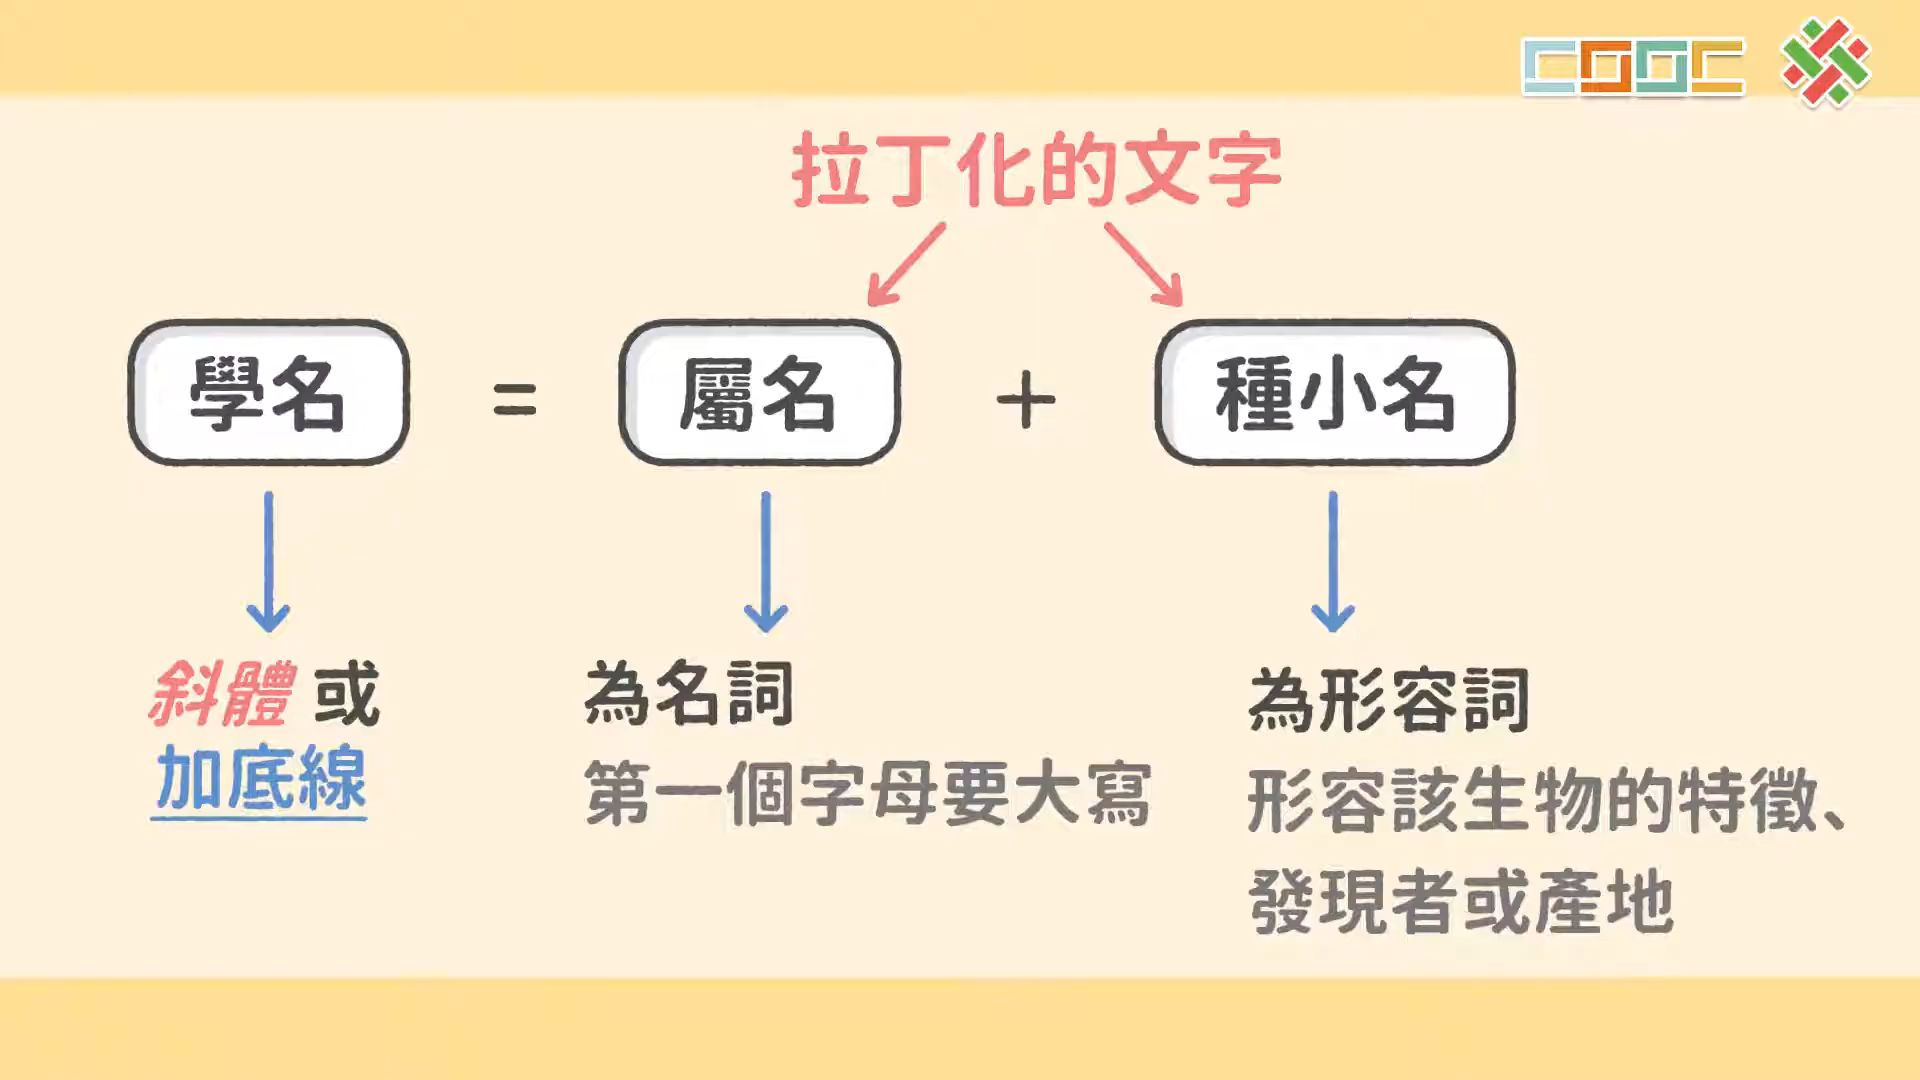 COOC
拉丁化的文字
學名 = 屬名 + 種小名
斜體 或
加底線
為名詞
第一個字母要大寫
為形容詞
形容該生物的特徵、
發現者或產地